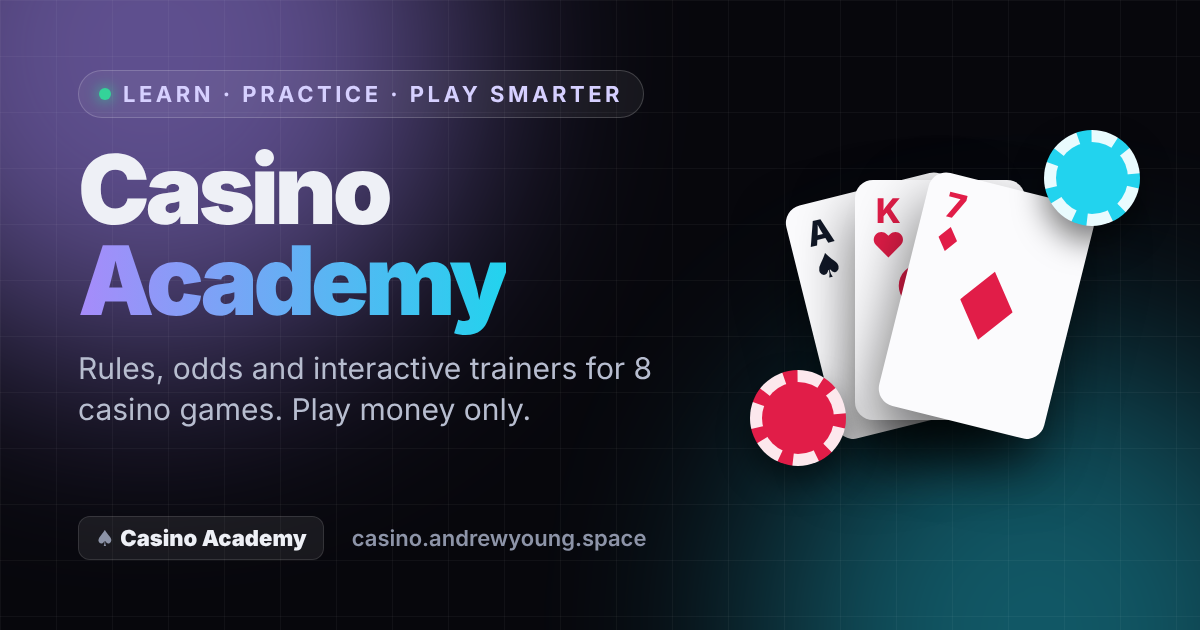 LEARN · PRACTICE · PLAY SMARTER
Casino
Academy
Rules, odds and interactive trainers for 8
casino games. Play money only.
A
K
7
♠ Casino Academy
casino.andrewyoung.space